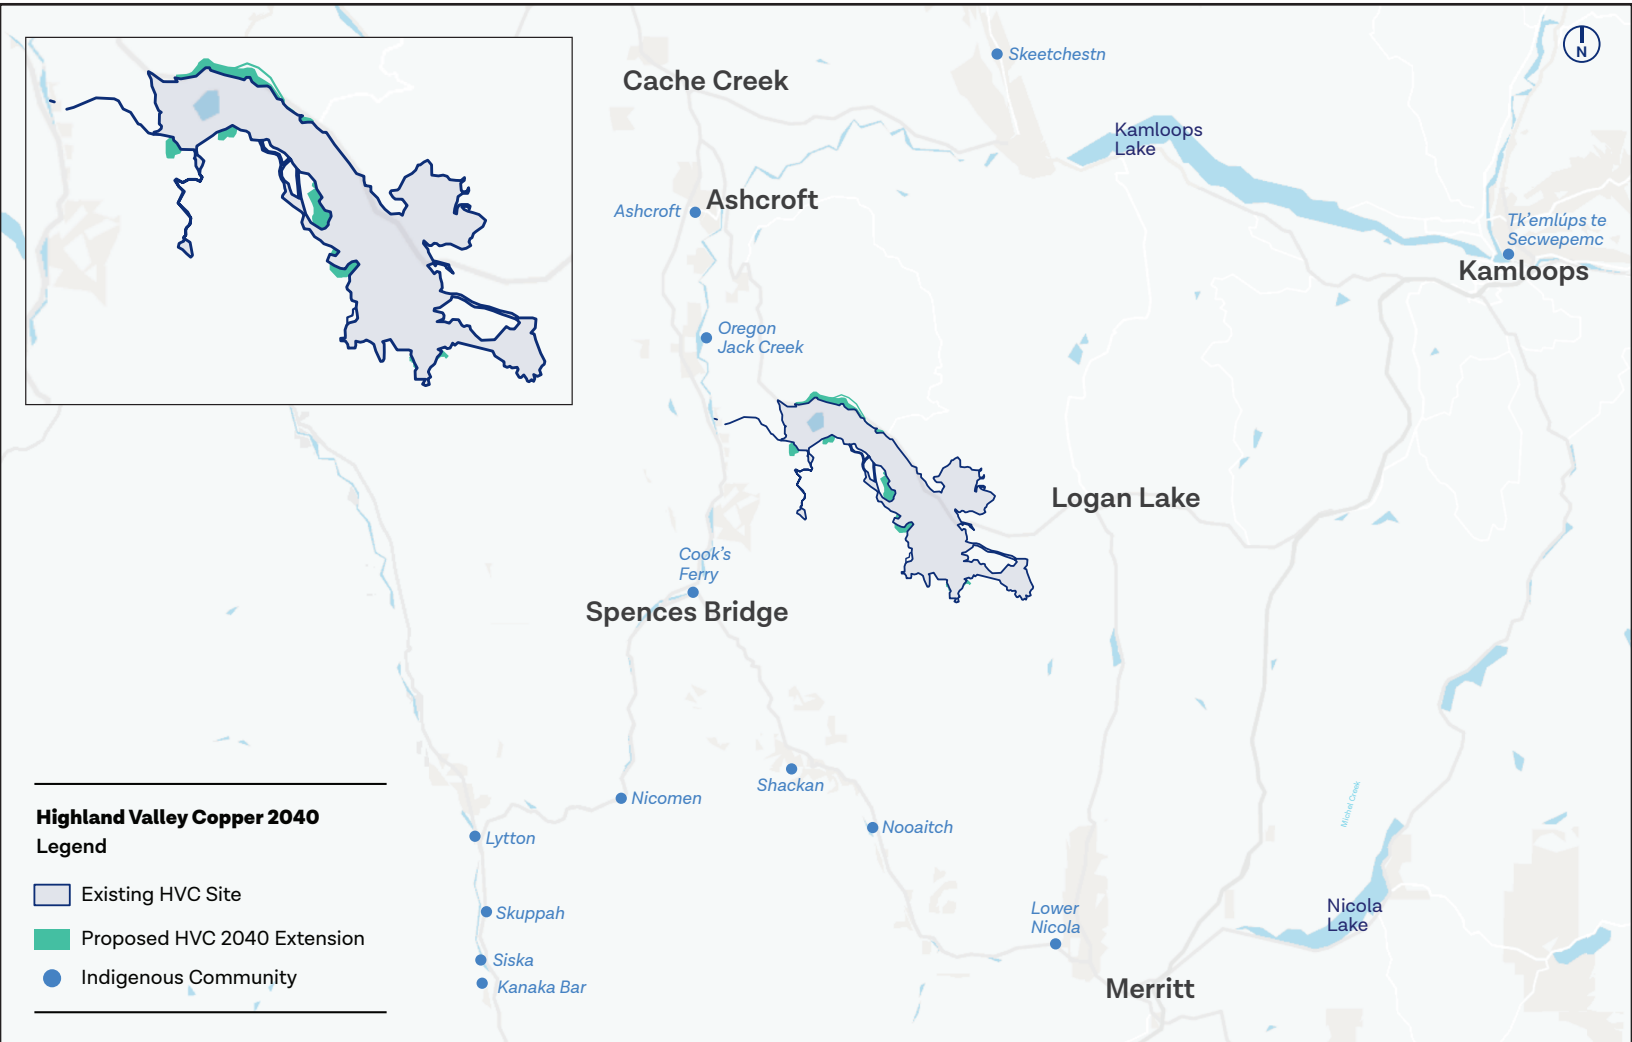 N
Skeetchestn
Cache Creek
Kamloops
Lake
Ashcroft
Ashcroft
Tk'emlúps te
Secwepemc
Kamloops
Oregon
Jack Creek
Logan Lake
Cook's
Ferry
Spences Bridge
Shackan
Nicomen
Michel Creek
Nooaitch
Lytton
Lower
Nicola
Nicola
Lake
Skuppah
Siska
Kanaka Bar
Merritt
Highland Valley Copper 2040
Legend
Existing HVC Site
Proposed HVC 2040 Extension
Indigenous Community